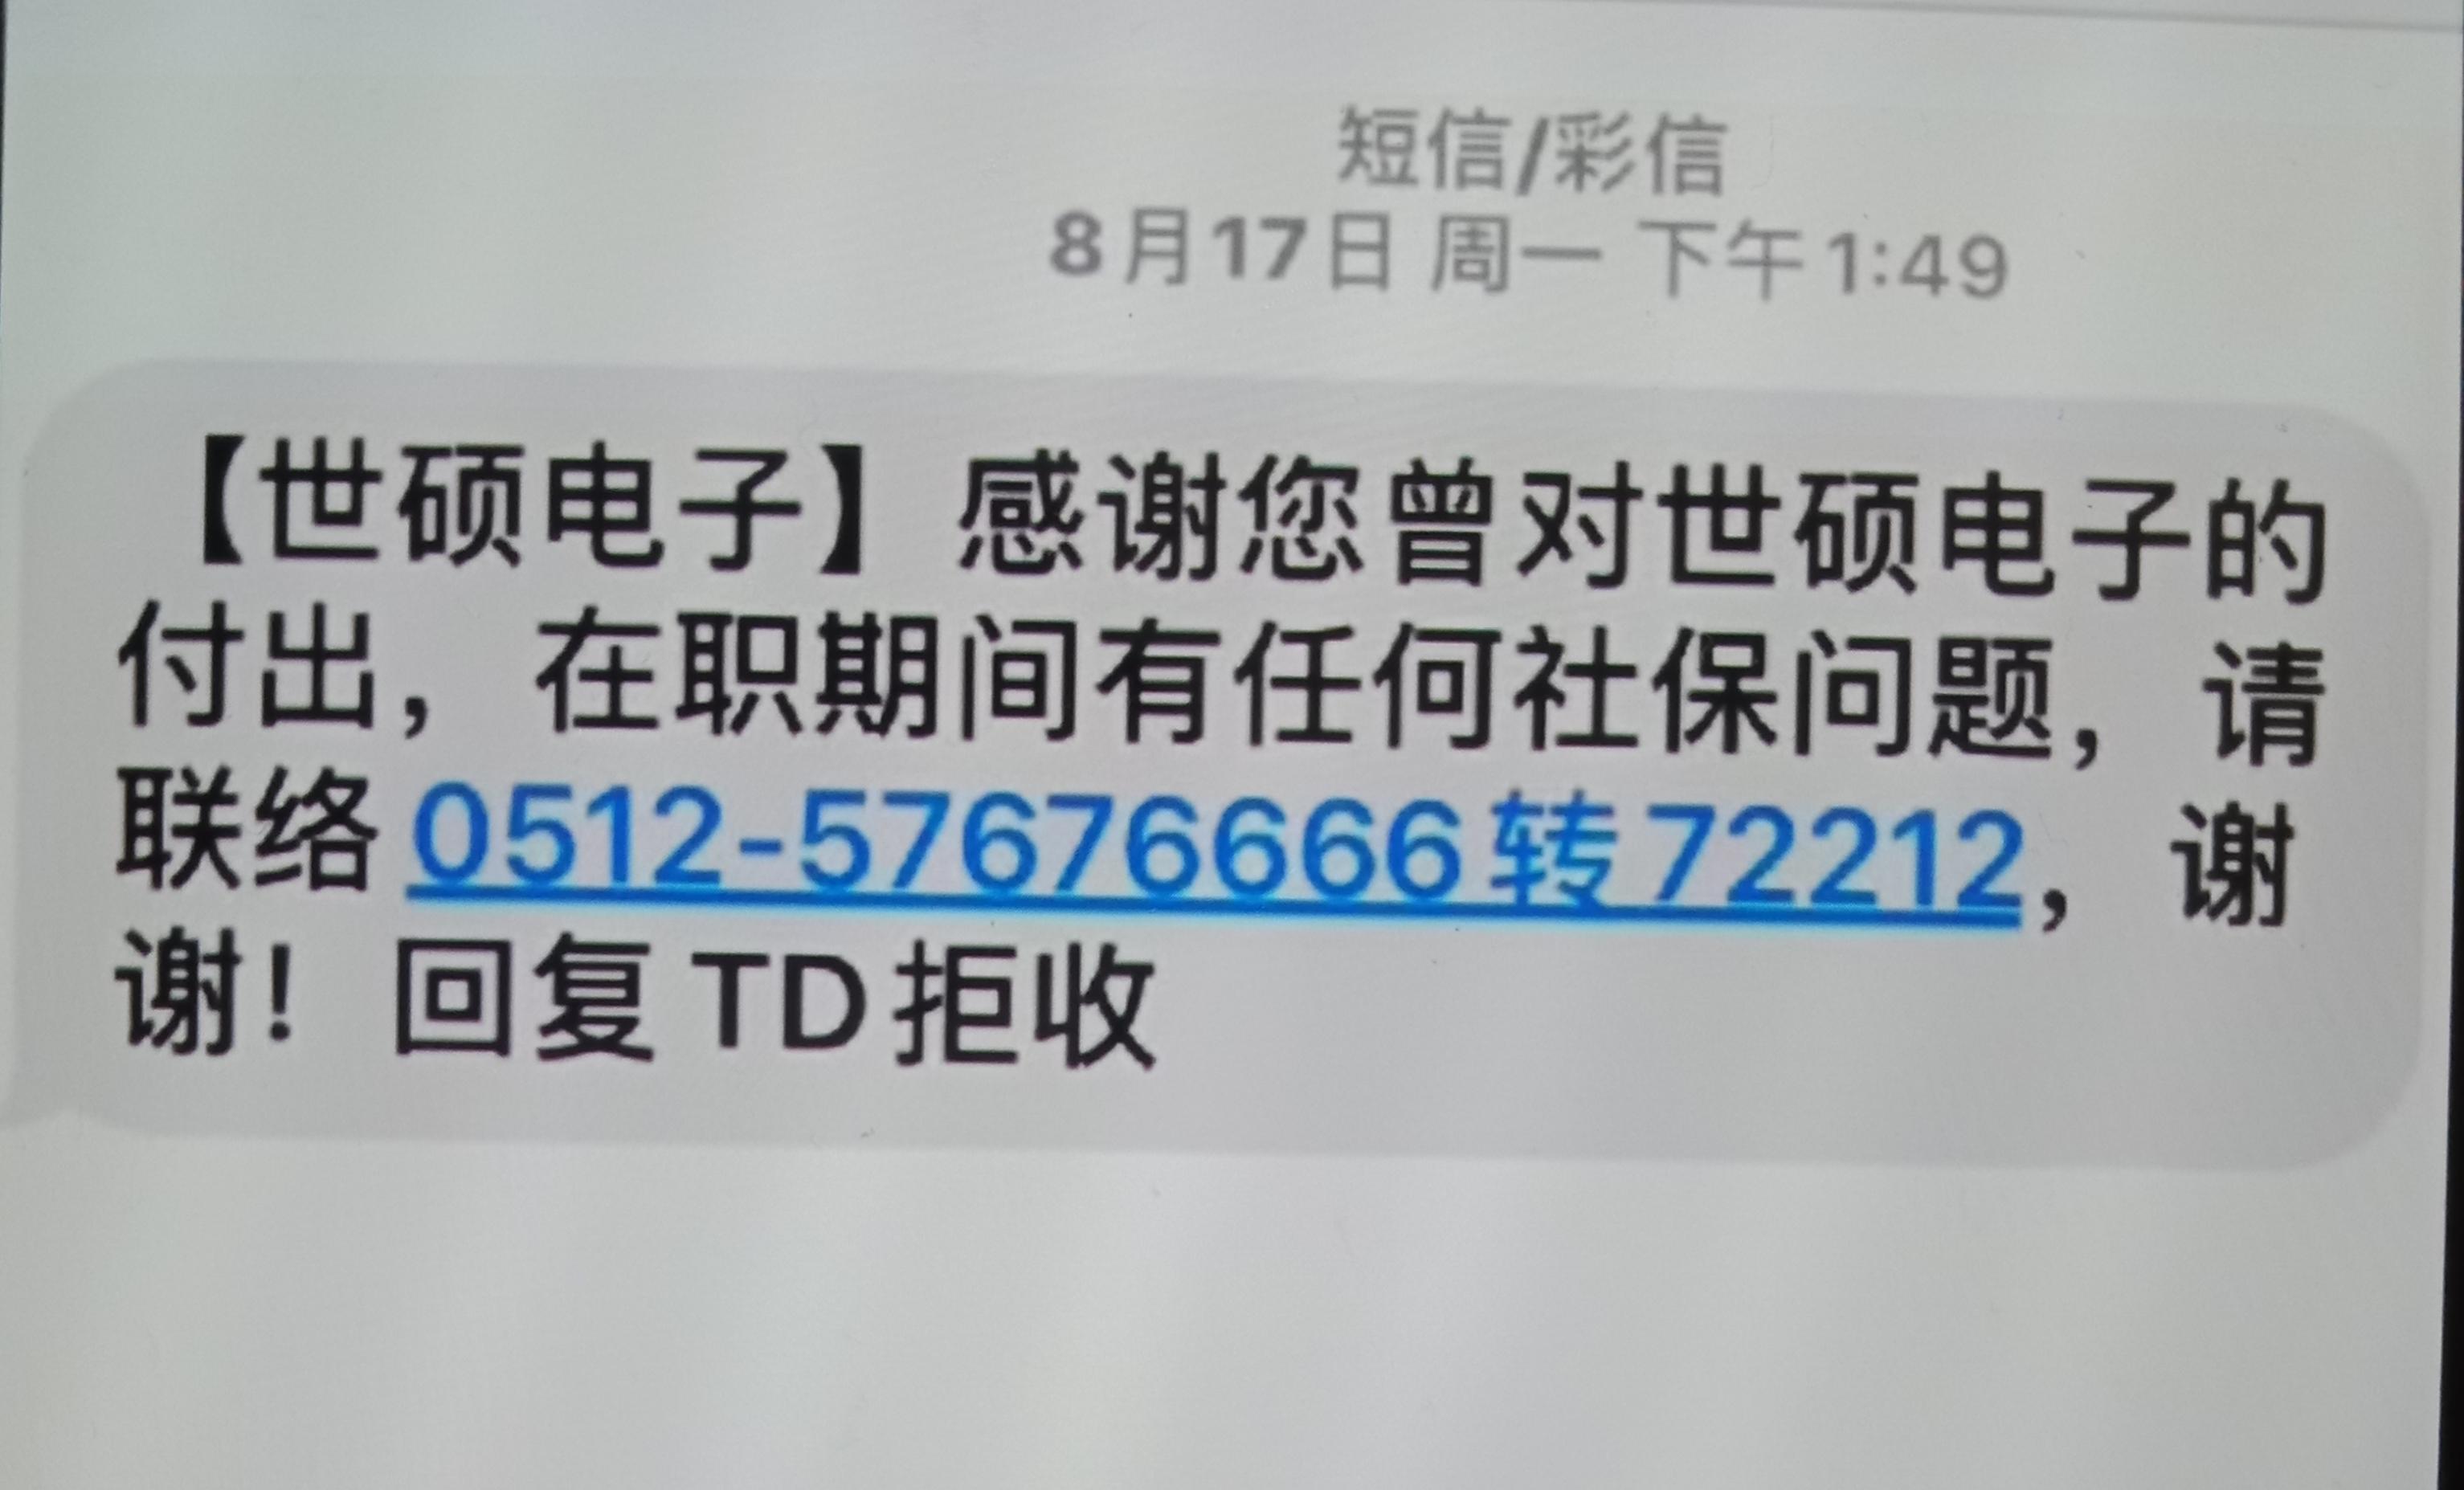 短信/彩信
8月17日 周一 下午1:49
【世硕电子】感谢您曾对世硕电子的
付出，在职期间有任何社保问题，请
联络0512-57676666转72212，谢
谢！回复TD拒收